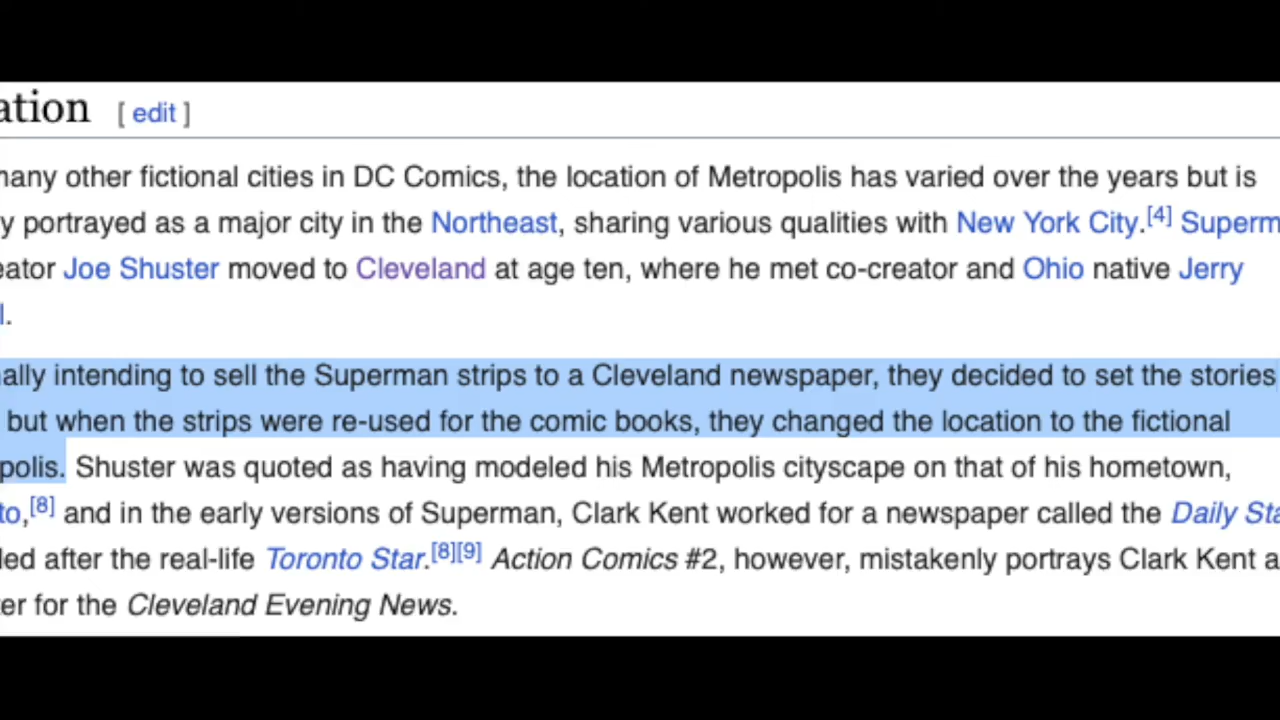 ation [ edit ]
many other fictional cities in DC Comics, the location of Metropolis has varied over the years but is
y portrayed as a major city in the Northeast, sharing various qualities with New York City.[4] Superm
eator Joe Shuster moved to Cleveland at age ten, where he met co-creator and Ohio native Jerry
l.
nally intending to sell the Superman strips to a Cleveland newspaper, they decided to set the stories
but when the strips were re-used for the comic books, they changed the location to the fictional
polis. Shuster was quoted as having modeled his Metropolis cityscape on that of his hometown,
to,[8] and in the early versions of Superman, Clark Kent worked for a newspaper called the Daily Sta
led after the real-life Toronto Star.[8][9] Action Comics #2, however, mistakenly portrays Clark Kent a
er for the Cleveland Evening News.